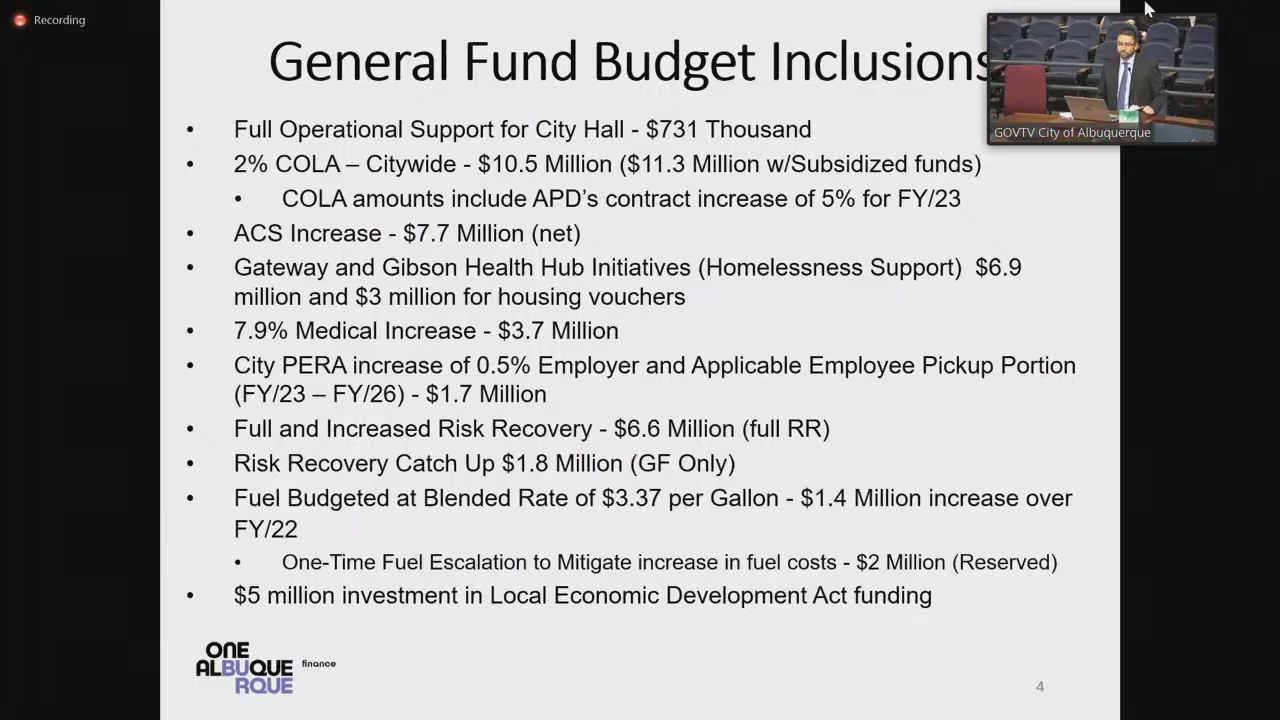 Recording
General Fund Budget Inclusions
GOVTV City of Albuquerque
• Full Operational Support for City Hall - $731 Thousand
• 2% COLA – Citywide - $10.5 Million ($11.3 Million w/Subsidized funds)
• COLA amounts include APD's contract increase of 5% for FY/23
• ACS Increase - $7.7 Million (net)
• Gateway and Gibson Health Hub Initiatives (Homelessness Support)  $6.9
million and $3 million for housing vouchers
• 7.9% Medical Increase - $3.7 Million
• City PERA increase of 0.5% Employer and Applicable Employee Pickup Portion
(FY/23 – FY/26) - $1.7 Million
• Full and Increased Risk Recovery - $6.6 Million (full RR)
• Risk Recovery Catch Up $1.8 Million (GF Only)
• Fuel Budgeted at Blended Rate of $3.37 per Gallon - $1.4 Million increase over
FY/22
• One-Time Fuel Escalation to Mitigate increase in fuel costs - $2 Million (Reserved)
• $5 million investment in Local Economic Development Act funding
ONE
ALBUQUE
RQUE
finance
4